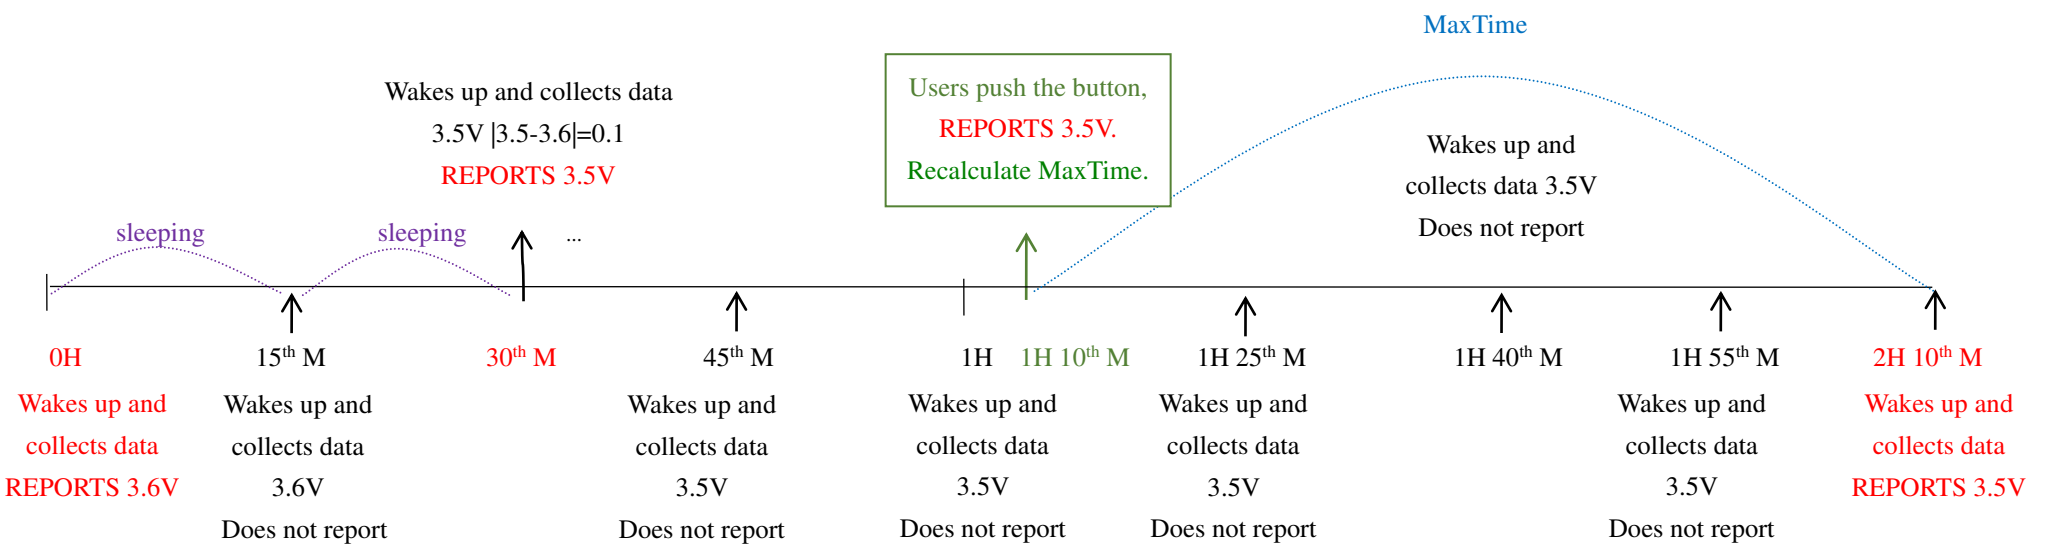 MaxTime
Wakes up and collects data
3.5V |3.5-3.6|=0.1
REPORTS 3.5V
Users push the button,
REPORTS 3.5V.
Recalculate MaxTime.
Wakes up and
collects data 3.5V
Does not report
sleeping
sleeping
...
0H
15th M
30th M
45th M
1H
1H 10th M
1H 25th M
1H 40th M
1H 55th M
2H 10th M
Wakes up and
collects data
REPORTS 3.6V
Wakes up and
collects data
3.6V
Does not report
Wakes up and
collects data
3.5V
Does not report
Wakes up and
collects data
3.5V
Does not report
Wakes up and
collects data
3.5V
Does not report
Wakes up and
collects data
3.5V
Does not report
Wakes up and
collects data
REPORTS 3.5V